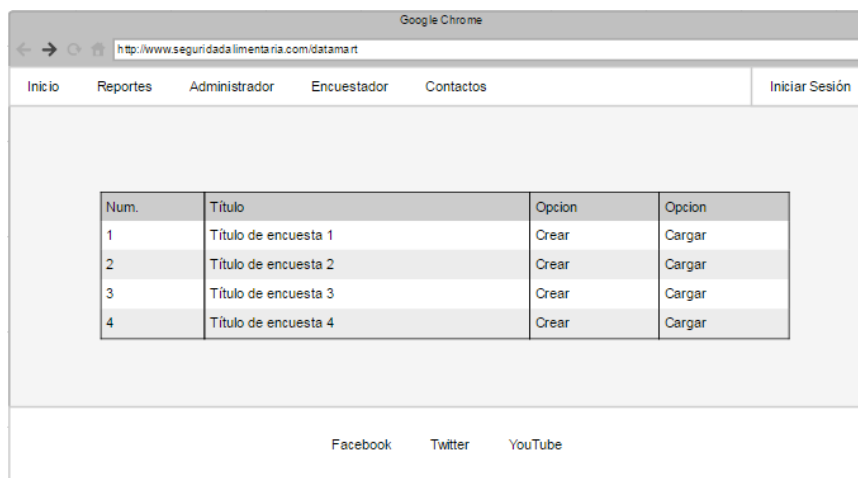 Google Chrome
http://www.seguridadalimentaria.com/datamart
Inicio Reportes Administrador Encuestador Contactos Iniciar Sesión
Num. Título Opcion Opcion
1 Título de encuesta 1 Crear Cargar
2 Título de encuesta 2 Crear Cargar
3 Título de encuesta 3 Crear Cargar
4 Título de encuesta 4 Crear Cargar
Facebook Twitter YouTube